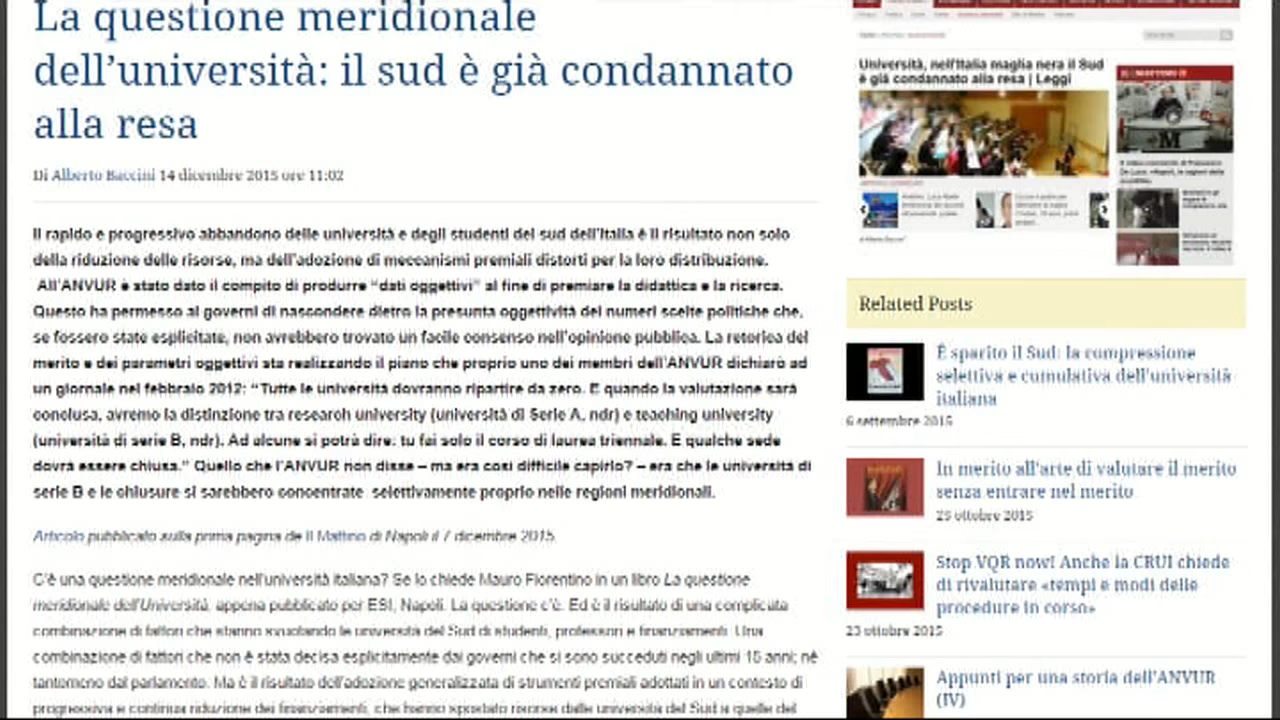 La questione meridionale
dell’università: il sud è già condannato
alla resa
Di Alberto Baccini 14 dicembre 2015 ore 11:02
Il rapido e progressivo abbandono delle università e degli studenti del sud dell'Italia è il risultato non solo
della riduzione delle risorse, ma dell'adozione di meccanismi premiali distorti per la loro distribuzione.
All'ANVUR è stato dato il compito di produrre “dati oggettivi” al fine di premiare la didattica e la ricerca.
Questo ha permesso ai governi di nascondere dietro la presunta oggettività dei numeri scelte politiche che,
se fossero state esplicitate, non avrebbero trovato un facile consenso nell'opinione pubblica. La retorica del
merito e dei parametri oggettivi sta realizzando il piano che proprio uno dei membri dell'ANVUR dichiarò ad
un giornale nel febbraio 2012: “Tutte le università dovranno ripartire da zero. E quando la valutazione sarà
conclusa, avremo la distinzione tra research university (università di Serie A, ndr) e teaching university
(università di serie B, ndr). Ad alcune si potrà dire: tu fai solo il corso di laurea triennale. E qualche sede
dovrà essere chiusa.” Quello che l'ANVUR non disse – ma era così difficile capirlo? – era che le università di
serie B e le chiusure si sarebbero concentrate selettivamente proprio nelle regioni meridionali.
Articolo pubblicato sulla prima pagina de Il Mattino di Napoli il 7 dicembre 2015.
C'è una questione meridionale nell'università italiana? Se lo chiede Mauro Fiorentino in un libro La questione
meridionale dell'Università, appena pubblicato per ESI, Napoli. La questione c'è. Ed è il risultato di una complicata
combinazione di fattori che stanno svuotando le università del Sud di studenti, professori e finanziamenti. Una
combinazione di fattori che non è stata decisa esplicitamente dai governi che si sono succeduti negli ultimi 15 anni; né
tantomeno dal parlamento. Ma è il risultato dell'adozione generalizzata di strumenti premiali adottati in un contesto di
progressiva e continua riduzione dei finanziamenti, che hanno spostato risorse dalle università del Sud a quelle del
Università, nell'Italia maglia nera il Sud
è già condannato alla resa | Leggi
Related Posts
È sparito il Sud: la compressione
selettiva e cumulativa dell’università
italiana
6 settembre 2015
In merito all’arte di valutare il merito
senza entrare nel merito
25 ottobre 2015
Stop VQR now! Anche la CRUI chiede
di rivalutare «tempi e modi delle
procedure in corso»
23 ottobre 2015
Appunti per una storia dell’ANVUR
(IV)